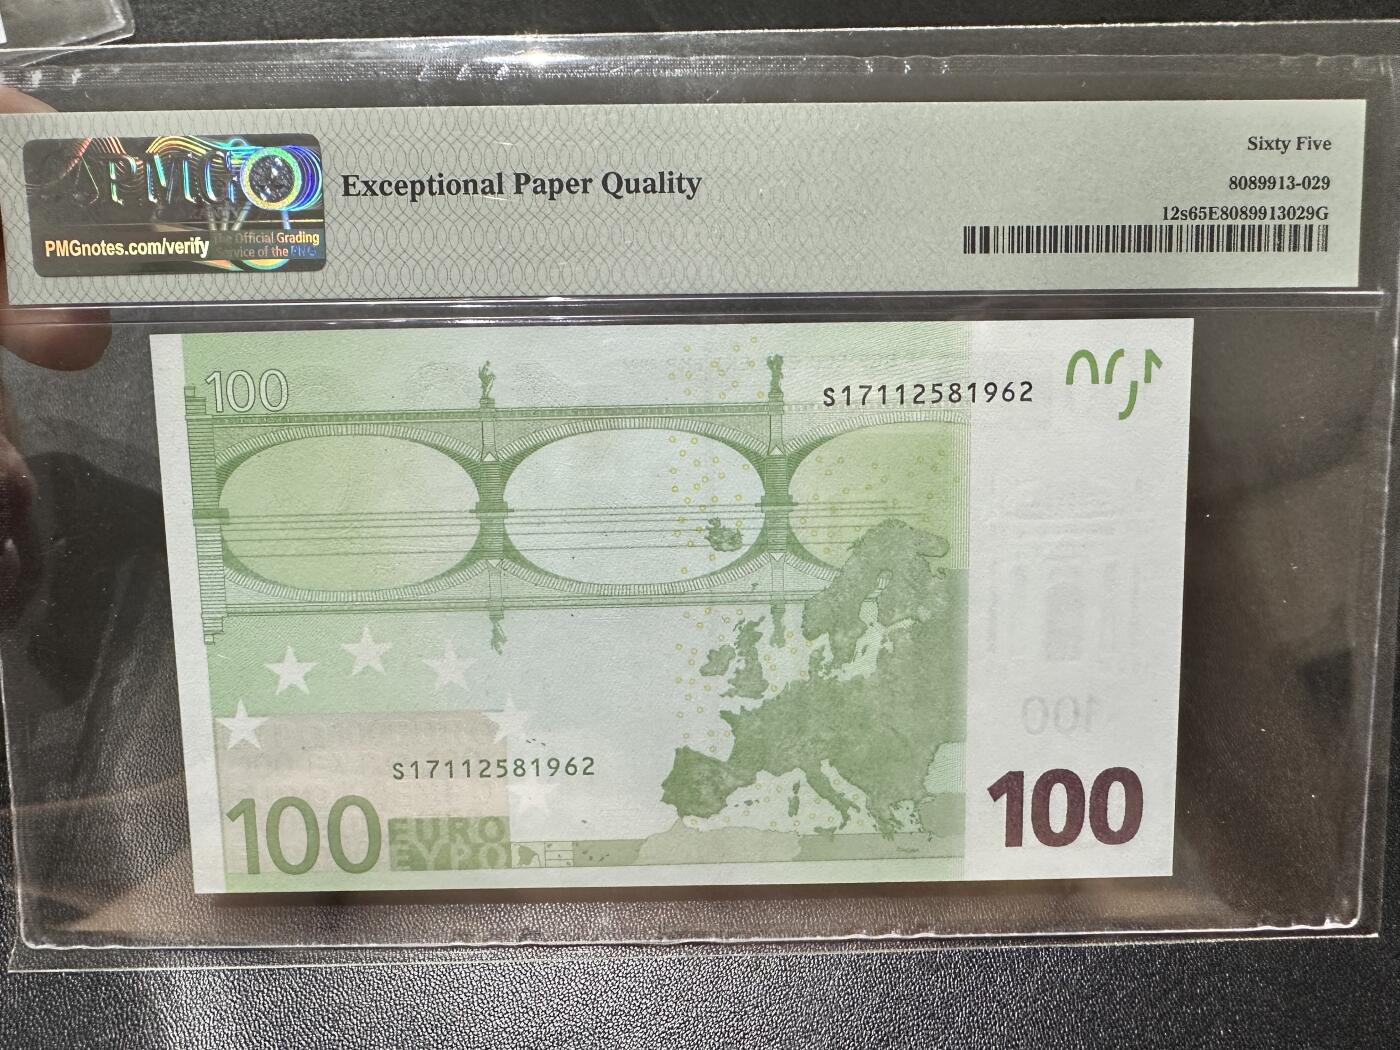 PMG
PMGnotes.com/verify
The Official Grading
Service of the PNG
Exceptional Paper Quality
Sixty Five
8089913-029
12s65E8089913029G
100
S17112581962
S17112581962
100 EURO
ΕΥΡΩ
100
100